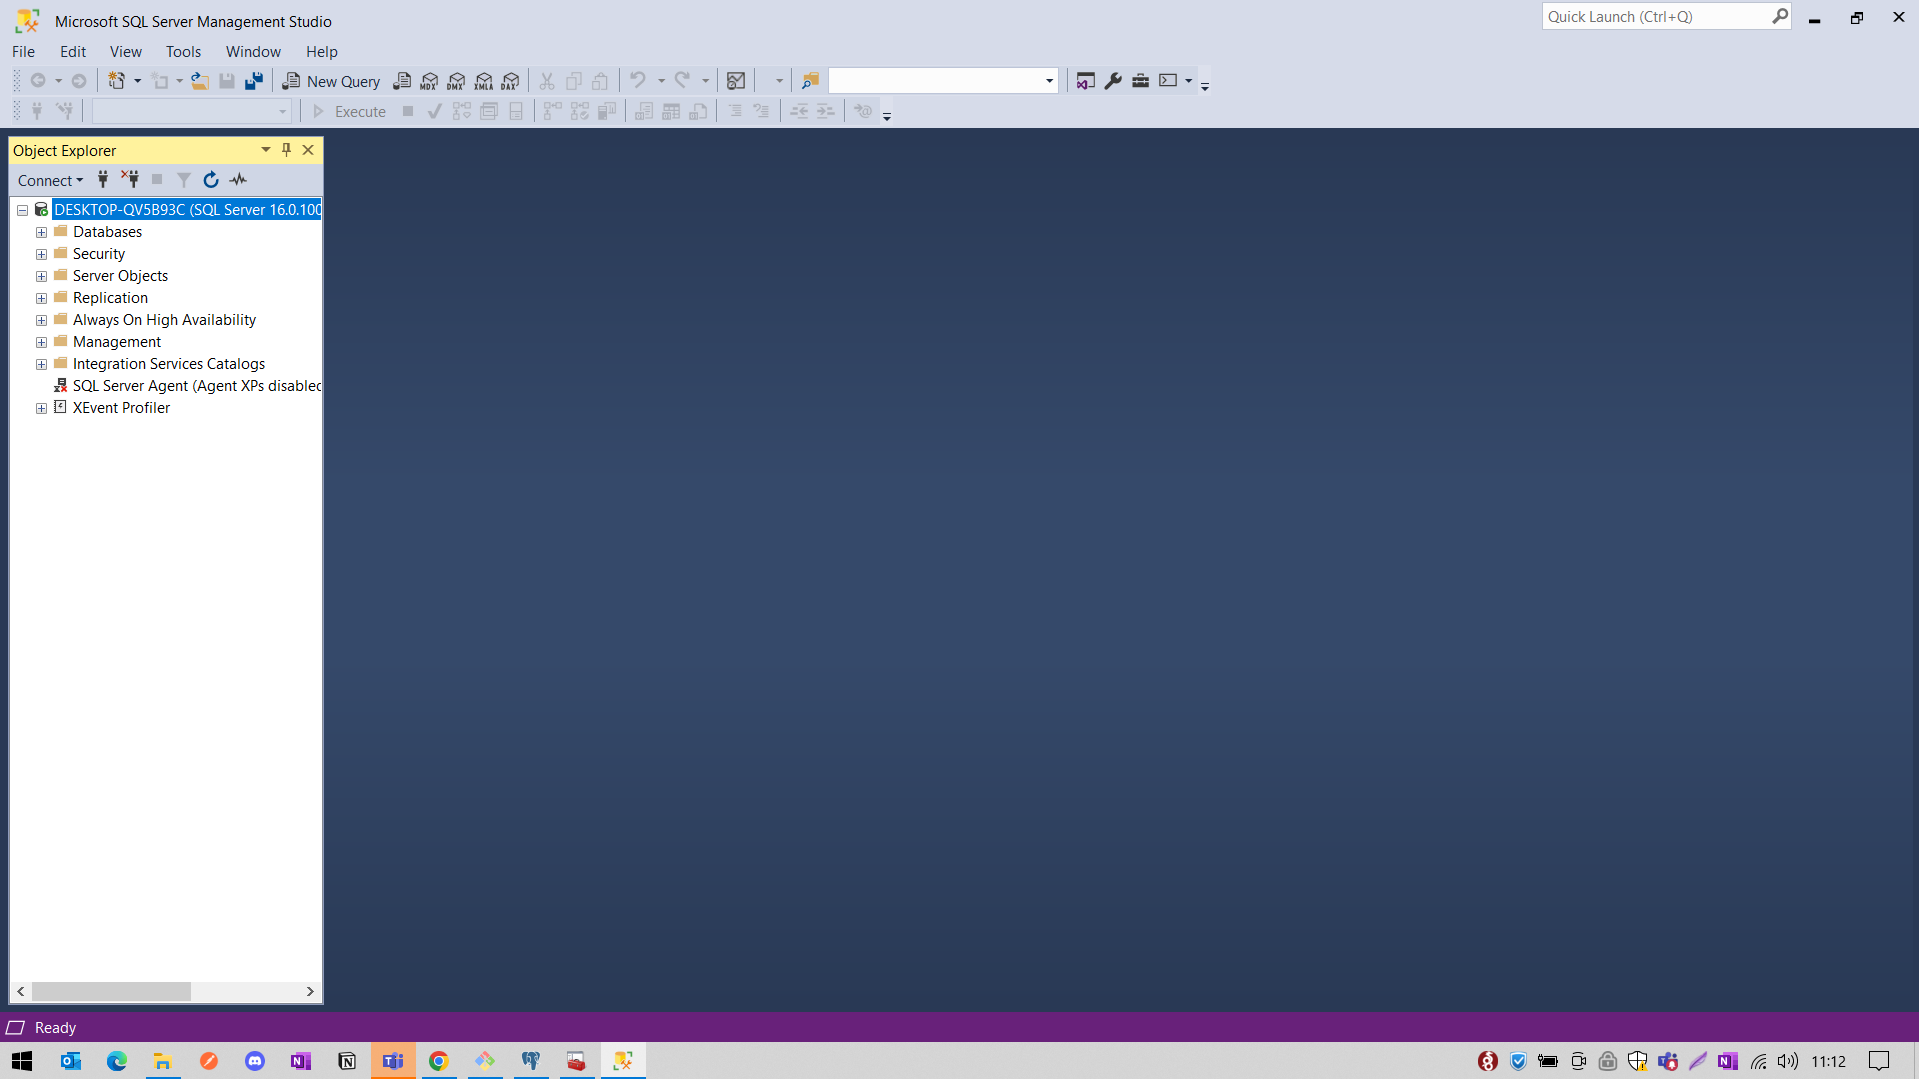 Microsoft SQL Server Management Studio
Quick Launch (Ctrl+Q)
File Edit View Tools Window Help
New Query MDX DMX XMLA DAX
Execute
Object Explorer
Connect
DESKTOP-QV5B93C (SQL Server 16.0.100
Databases
Security
Server Objects
Replication
Always On High Availability
Management
Integration Services Catalogs
SQL Server Agent (Agent XPs disabled
XEvent Profiler
Ready
11:12